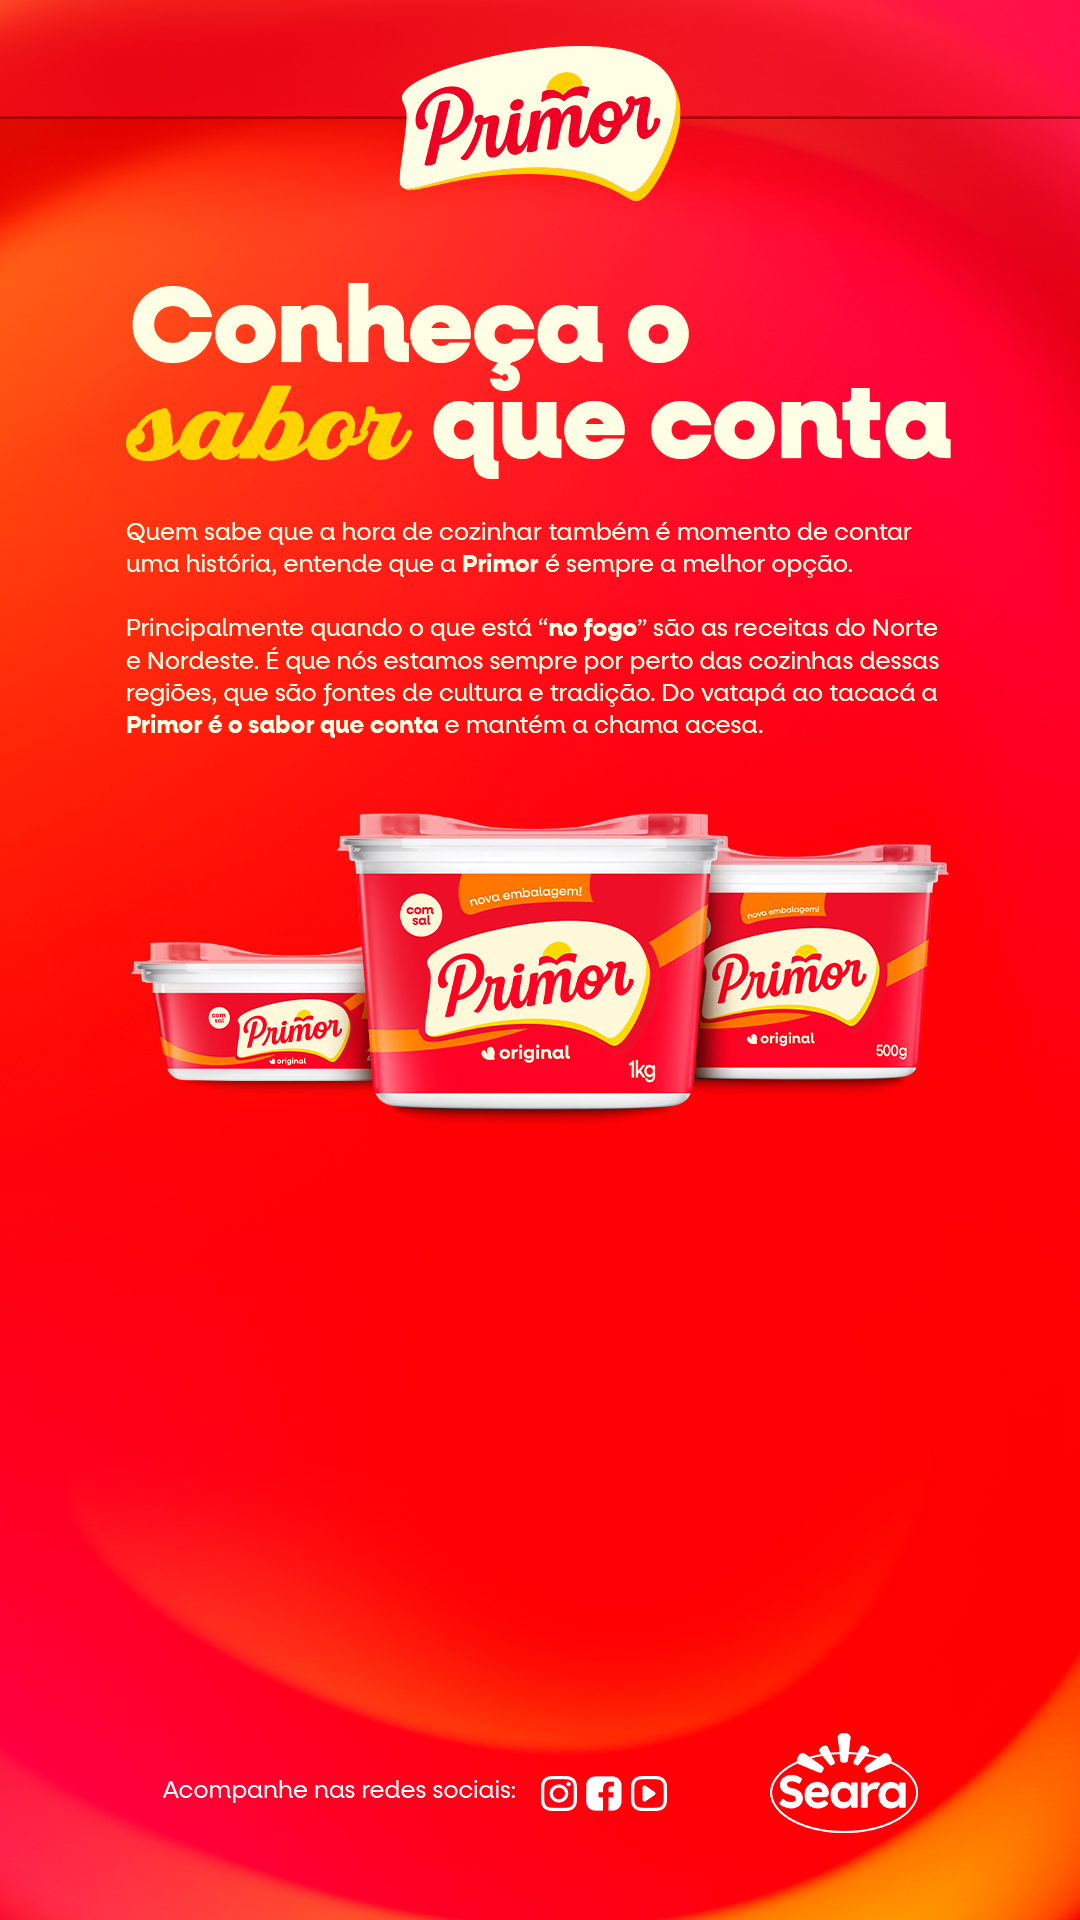 Primor
Conheça o
sabor que conta
Quem sabe que a hora de cozinhar também é momento de contar
uma história, entende que a Primor é sempre a melhor opção.
Principalmente quando o que está “no fogo” são as receitas do Norte
e Nordeste. É que nós estamos sempre por perto das cozinhas dessas
regiões, que são fontes de cultura e tradição. Do vatapá ao tacacá a
Primor é o sabor que conta e mantém a chama acesa.
com
sal
Primor
original
com
sal
nova embalagem!
Primor
original
1kg
nova embalagem!
Primor
original
500g
Acompanhe nas redes sociais:
Seara